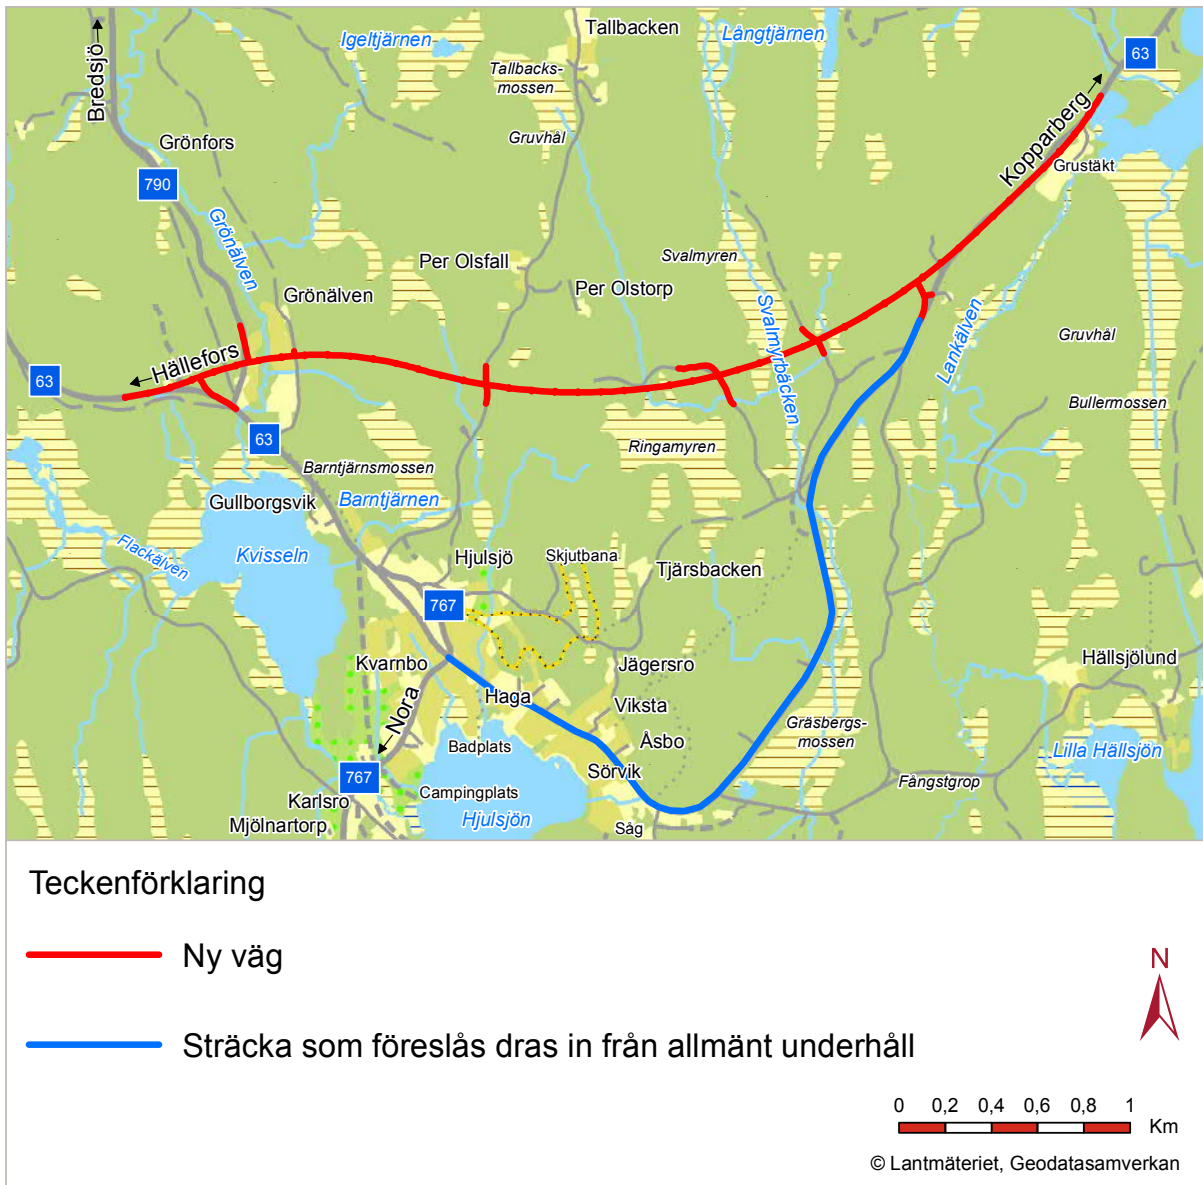 Bredsjö
Igeltjärnen
Tallbacken
Långtjärnen
63
Tallbacks-
mossen
Gruvhål
Grönfors
790
Kopparberg
Grustäkt
Grönälven
Per Olsfall
Svalmyren
Grönälven
Per Olstorp
Svalmyrbäcken
Lankälven
Gruvhål
Hällefors
63
Bullermossen
63
Ringamyren
Barntjärnsmossen
Gullborgsvik
Barntjärnen
Flackälven
Kvisseln
Hjulsjö
Skjutbana
Tjärsbacken
767
Kvarnbo
Jägersro
Hällsjölund
Nora
Haga
Viksta
Gräsbergs-
mossen
Badplats
Åsbo
Lilla Hällsjön
767
Sörvik
Fångstgrop
Karlsro
Campingplats
Mjölnartorp
Hjulsjön
Såg
Teckenförklaring
Ny väg
N
Sträcka som föreslås dras in från allmänt underhåll
0 0,2 0,4 0,6 0,8 1
Km
© Lantmäteriet, Geodatasamverkan